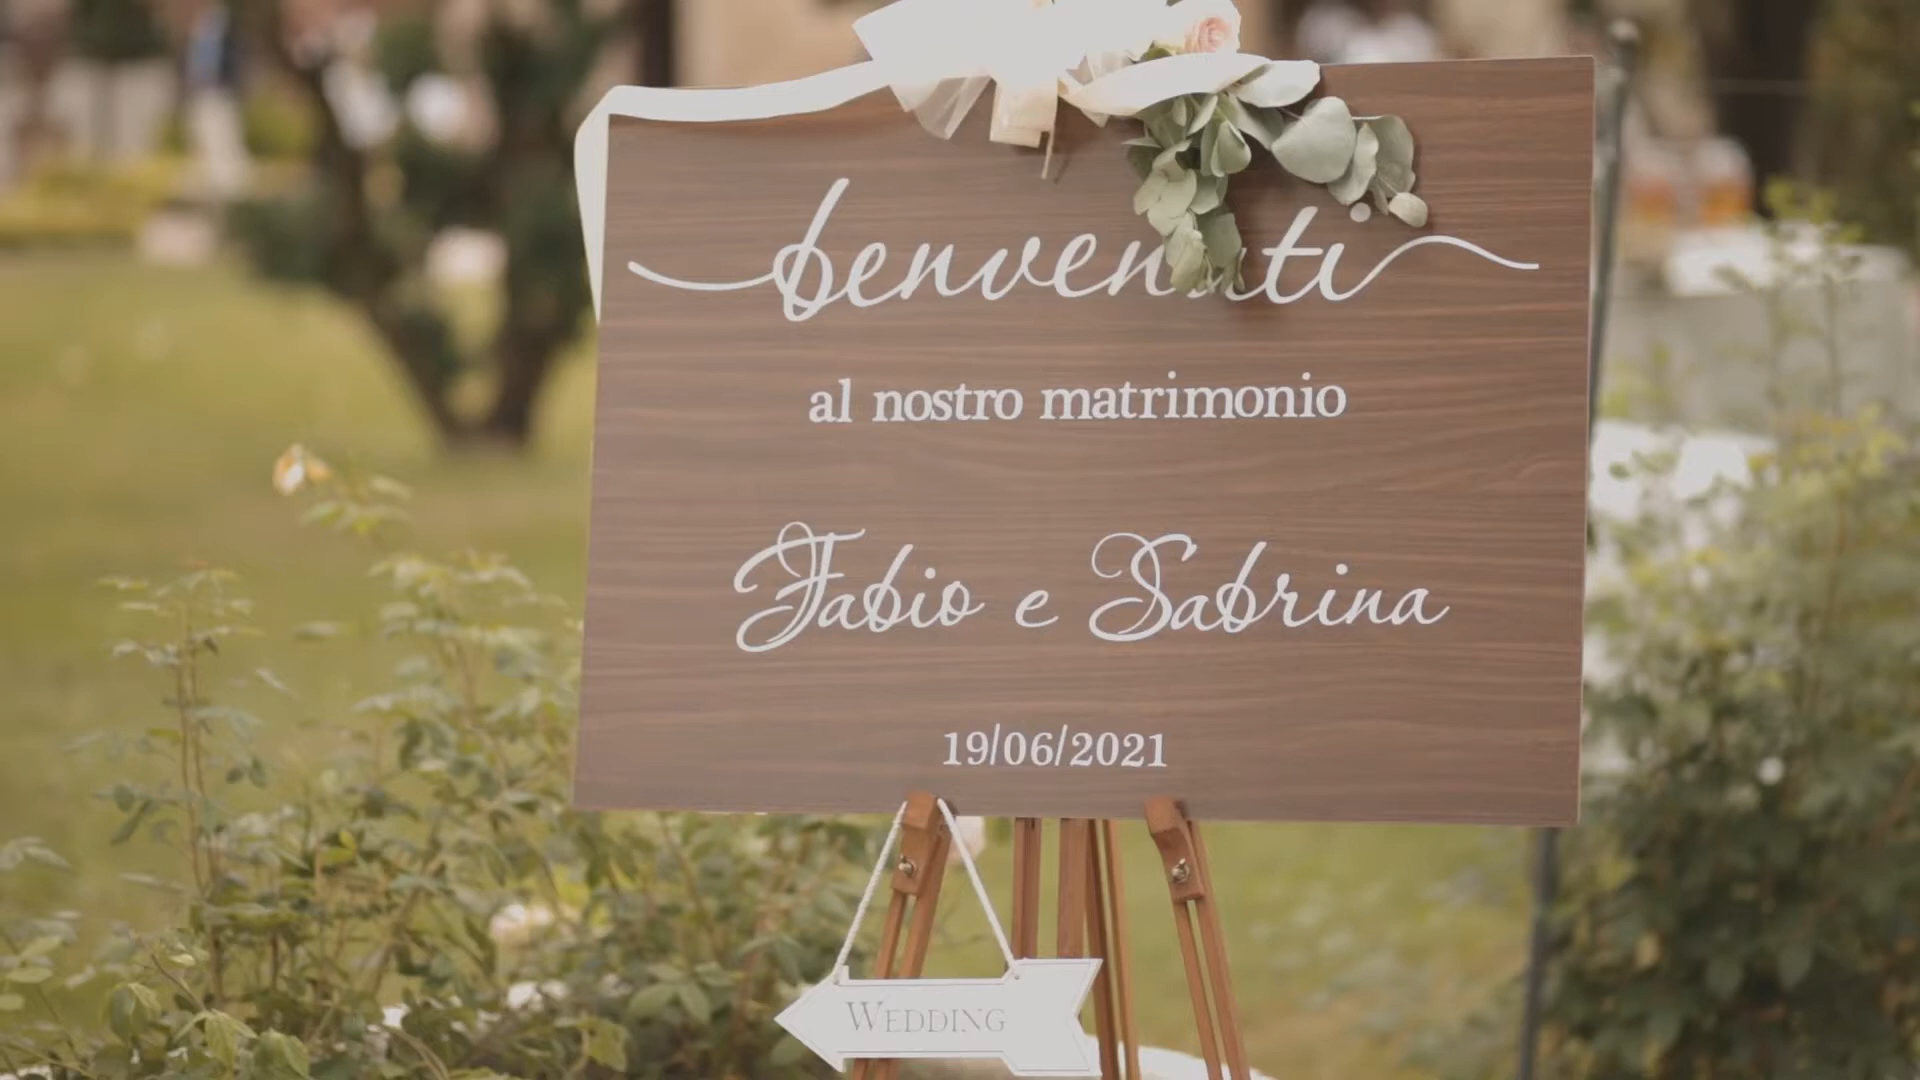 benvenuti
al nostro matrimonio
Fabio e Sabrina
19/06/2021
WEDDING